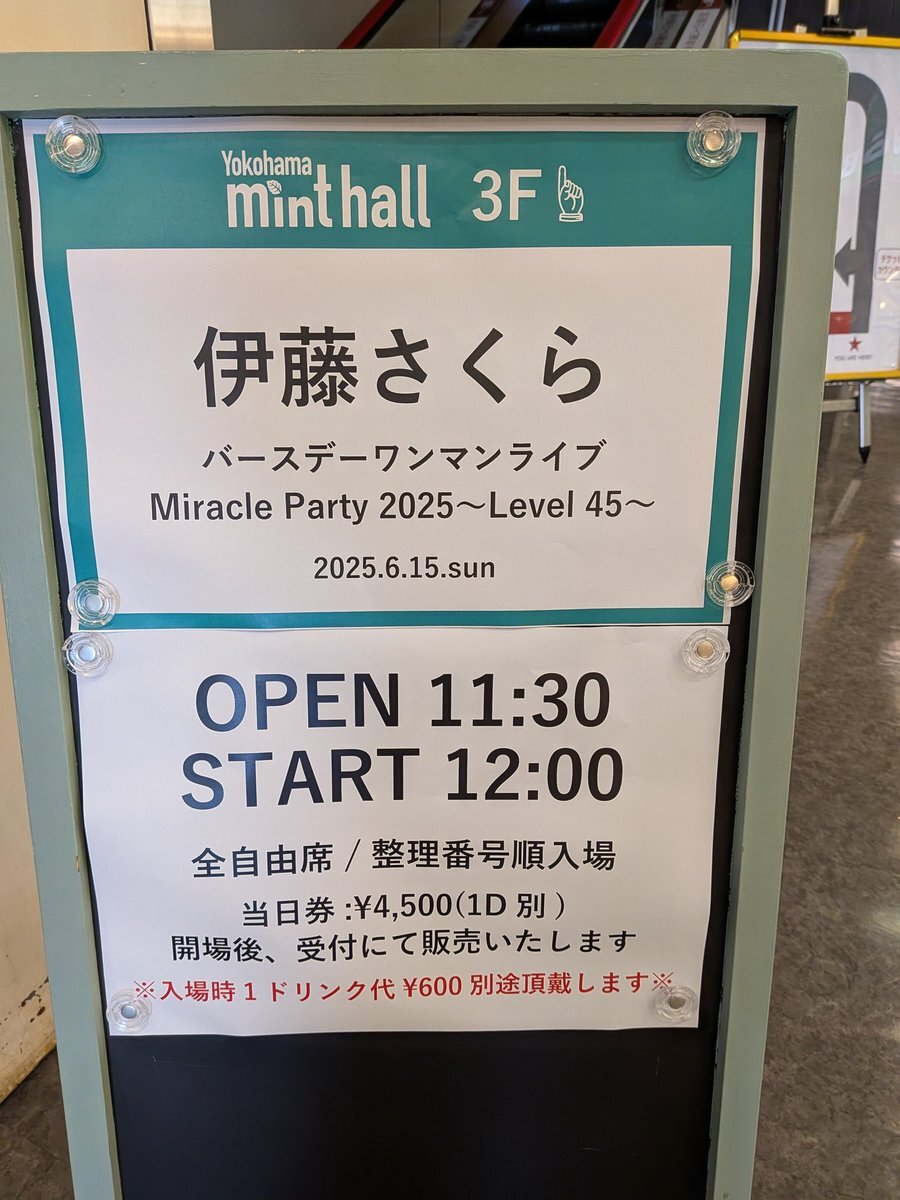 Yokohama
mint hall 3F
伊藤さくら
バースデーワンマンライブ
Miracle Party 2025～Level 45～
2025.6.15.sun
OPEN 11:30
START 12:00
全自由席 / 整理番号順入場
当日券 :¥4,500(1D 別 )
開場後、受付にて販売いたします
※入場時 1 ドリンク代 ¥600 別途頂戴します※
YOU ARE HERE!